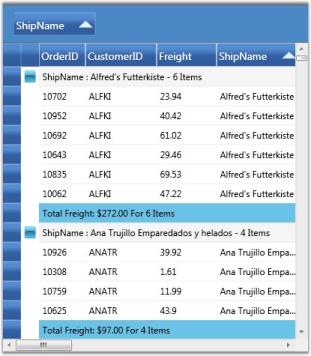 ShipName
OrderID CustomerID Freight ShipName
ShipName : Alfred's Futterkiste - 6 Items
10702 ALFKI 23.94 Alfred's Futterkiste
10952 ALFKI 40.42 Alfred's Futterkiste
10692 ALFKI 61.02 Alfred's Futterkiste
10643 ALFKI 29.46 Alfred's Futterkiste
10835 ALFKI 69.53 Alfred's Futterkiste
10062 ALFKI 47.22 Alfred's Futterkiste
Total Freight: $272.00 For 6 Items
ShipName : Ana Trujillo Emparedados y helados - 4 Items
10926 ANATR 39.92 Ana Trujillo Empa...
10308 ANATR 1.61 Ana Trujillo Empa...
10759 ANATR 11.99 Ana Trujillo Empa...
10625 ANATR 43.9 Ana Trujillo Empa...
Total Freight: $97.00 For 4 Items